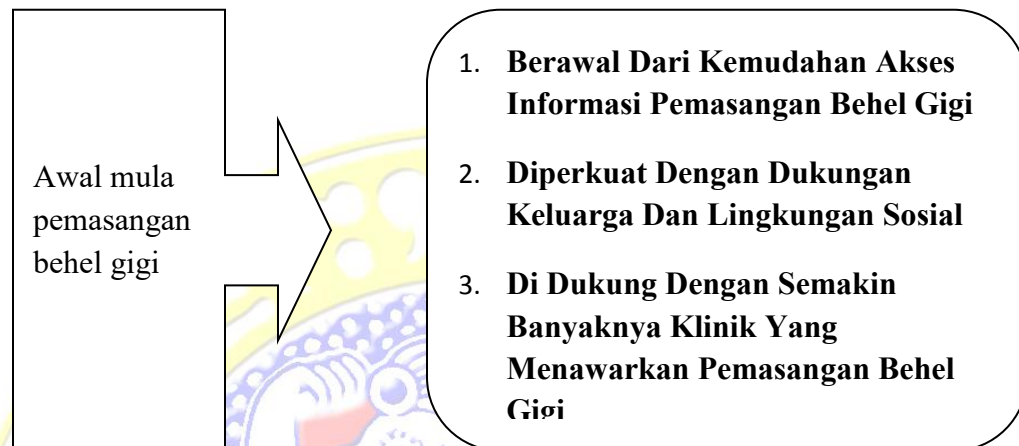 Awal mula
pemasangan
behel gigi
1. Berawal Dari Kemudahan Akses
Informasi Pemasangan Behel Gigi
2. Diperkuat Dengan Dukungan
Keluarga Dan Lingkungan Sosial
3. Di Dukung Dengan Semakin
Banyaknya Klinik Yang
Menawarkan Pemasangan Behel
Gigi